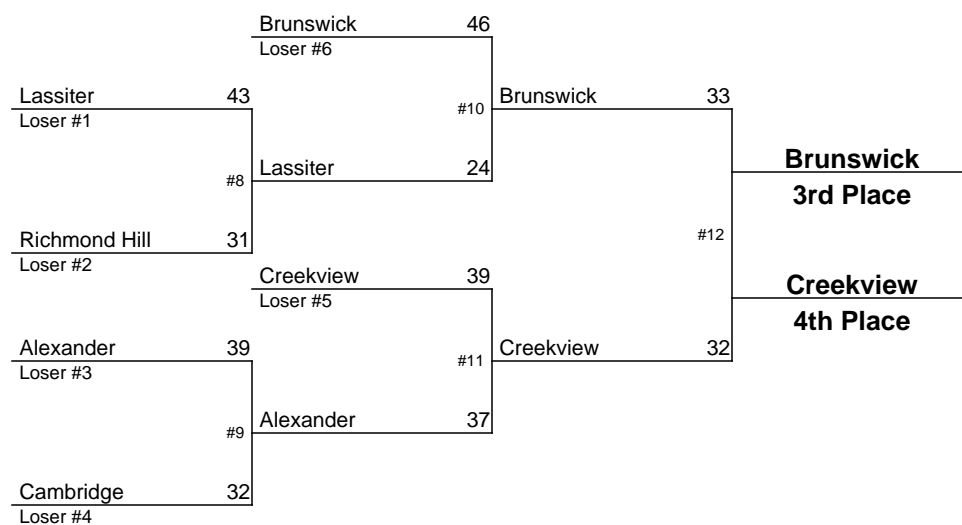 Brunswick 46
Loser #6
Lassiter 43
Loser #1
#10
Brunswick 33
Brunswick
3rd Place
#8
Lassiter 24
Richmond Hill 31
Loser #2
#12
Creekview 39
Loser #5
Creekview
4th Place
Alexander 39
Loser #3
#11
Creekview 32
#9
Alexander 37
Cambridge 32
Loser #4